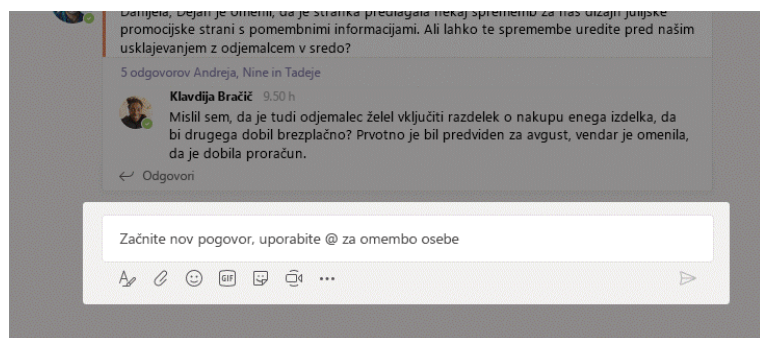 Danijela, Dejan je omenil, da je stranka predlagala nekaj sprememb za naš dizajn julijske
promocijske strani s pomembnimi informacijami. Ali lahko te spremembe uredite pred našim
usklajevanjem z odjemalcem v sredo?
5 odgovorov Andreja, Nine in Tadeje
Klavdija Bračič 9.50 h
Mislil sem, da je tudi odjemalec želel vključiti razdelek o nakupu enega izdelka, da
bi drugega dobil brezplačno? Prvotno je bil predviden za avgust, vendar je omenila,
da je dobila proračun.
Odgovori
Začnite nov pogovor, uporabite @ za omembo osebe
GIF